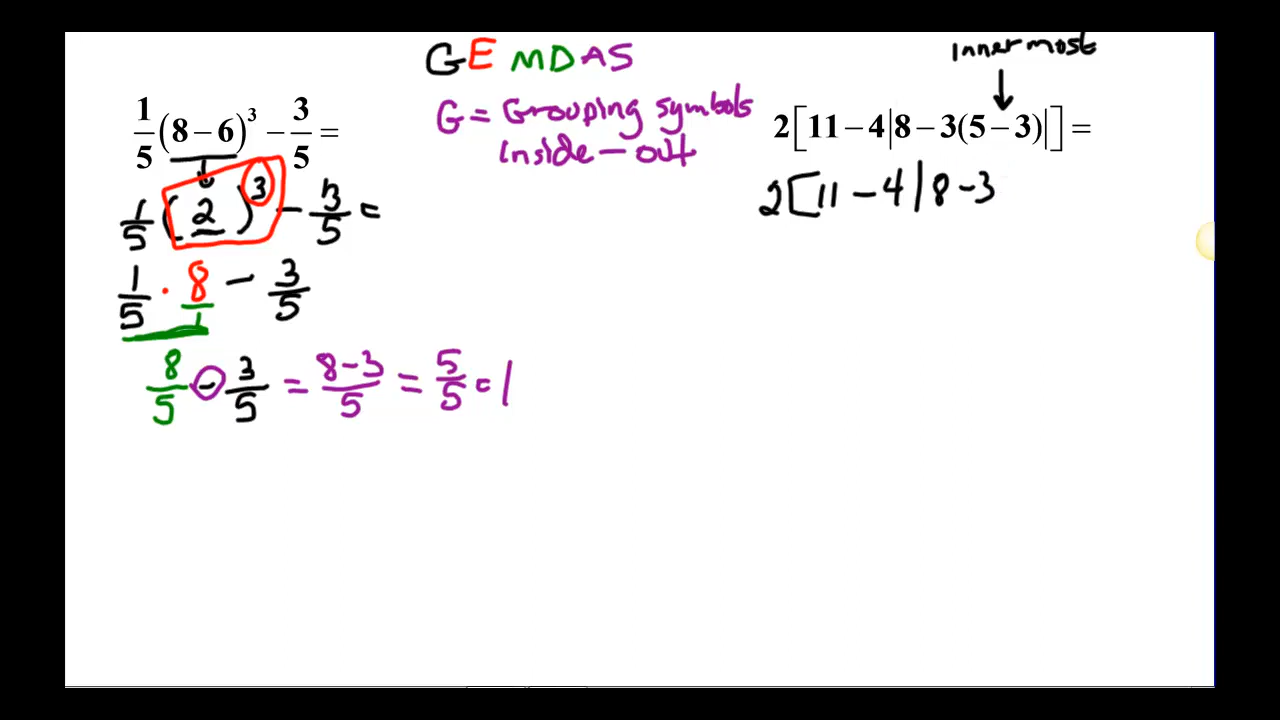 GEMDAS
G = Grouping symbols
inside - out
1/5 (8 − 6)^3 − 3/5 =
1/5 (2)^3 − 3/5 =
1/5 · 8/1 − 3/5
8/5 − 3/5 = 8-3/5 = 5/5 = 1
inner most
2[11 − 4|8 − 3(5 − 3)|] =
2[11 − 4|8 − 3